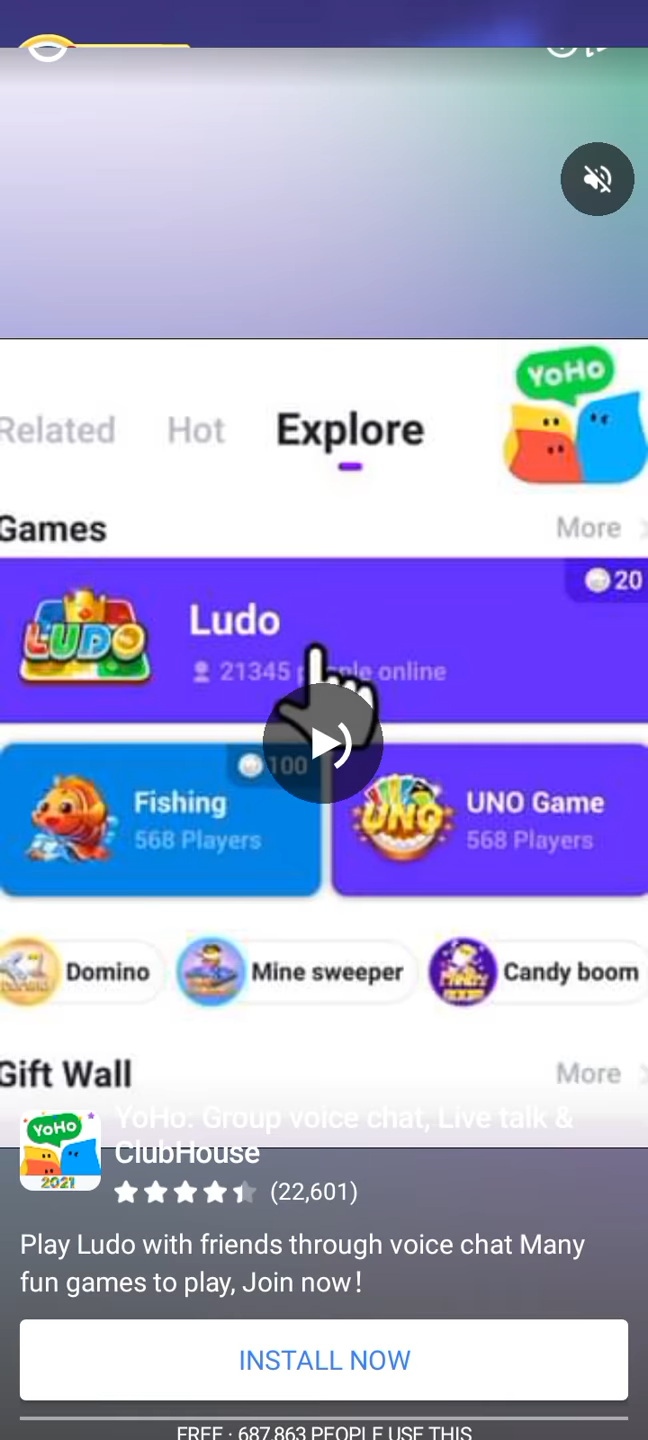 YoHo
Related Hot Explore
Games More
20
Ludo
LUDO
21345 people online
100
Fishing
568 Players
UNO
UNO Game
568 Players
Domino Mine sweeper Candy boom
Gift Wall More
YoHo
2021
YoHo: Group voice chat, Live talk &
ClubHouse
(22,601)
Play Ludo with friends through voice chat Many
fun games to play, Join now!
INSTALL NOW
FREE · 687,863 PEOPLE USE THIS